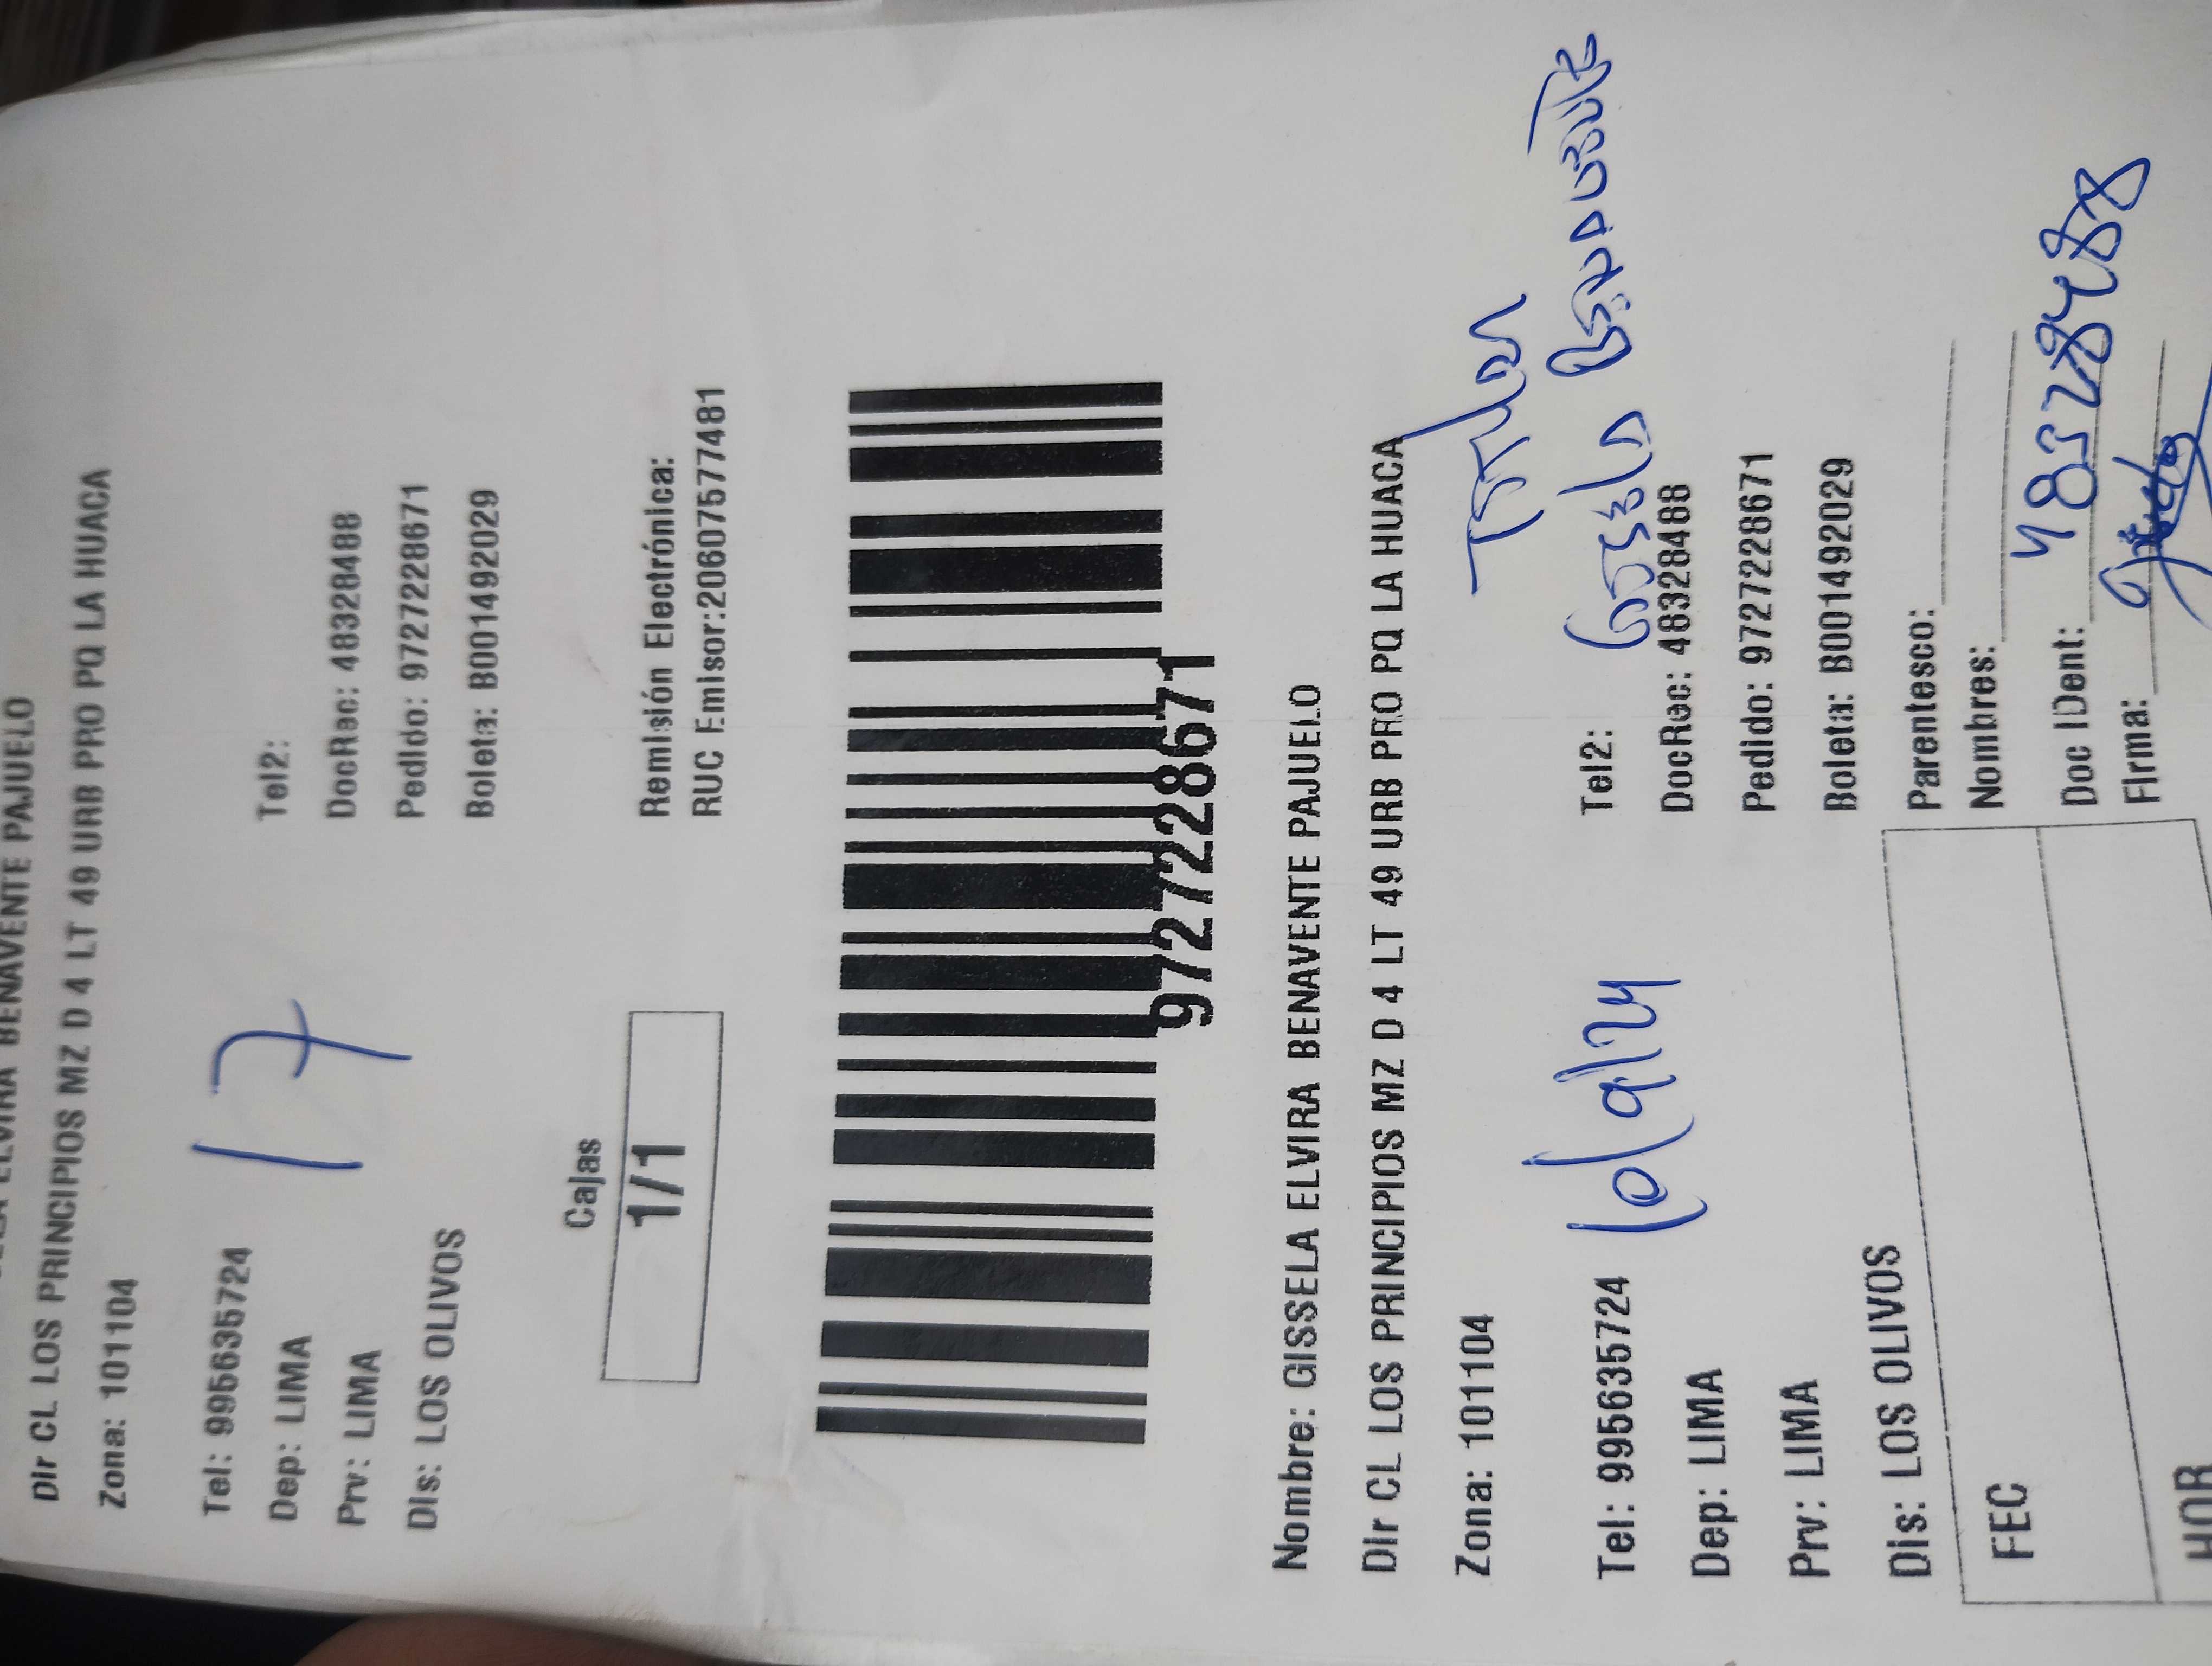 ELVIRA BENAVENTE PAJUELO
Dir CL LOS PRINCIPIOS MZ D 4 LT 49 URB PRO PQ LA HUACA
Zona: 101104
Tel: 995635724
17
Tel2:
Dep: LIMA
DocRec: 48328488
Prv: LIMA
Pedido: 9727228671
Dis: LOS OLIVOS
Boleta: B001492029
Cajas
1/1
Remisión Electrónica:
RUC Emisor:20607577481
9727228671
Nombre: GISSELA ELVIRA BENAVENTE PAJUELO
Dir CL LOS PRINCIPIOS MZ D 4 LT 49 URB PRO PQ LA HUACA
Zona: 101104
Titular
Tel: 995635724
Tel2:
Gissela Benavente
Dep: LIMA
DocRec: 48328488
Prv: LIMA
Pedido: 9727228671
Dis: LOS OLIVOS
Boleta: B001492029
FEC
Parentesco:
Nombres:
Doc IDent: 48328488
HOR
Firma: